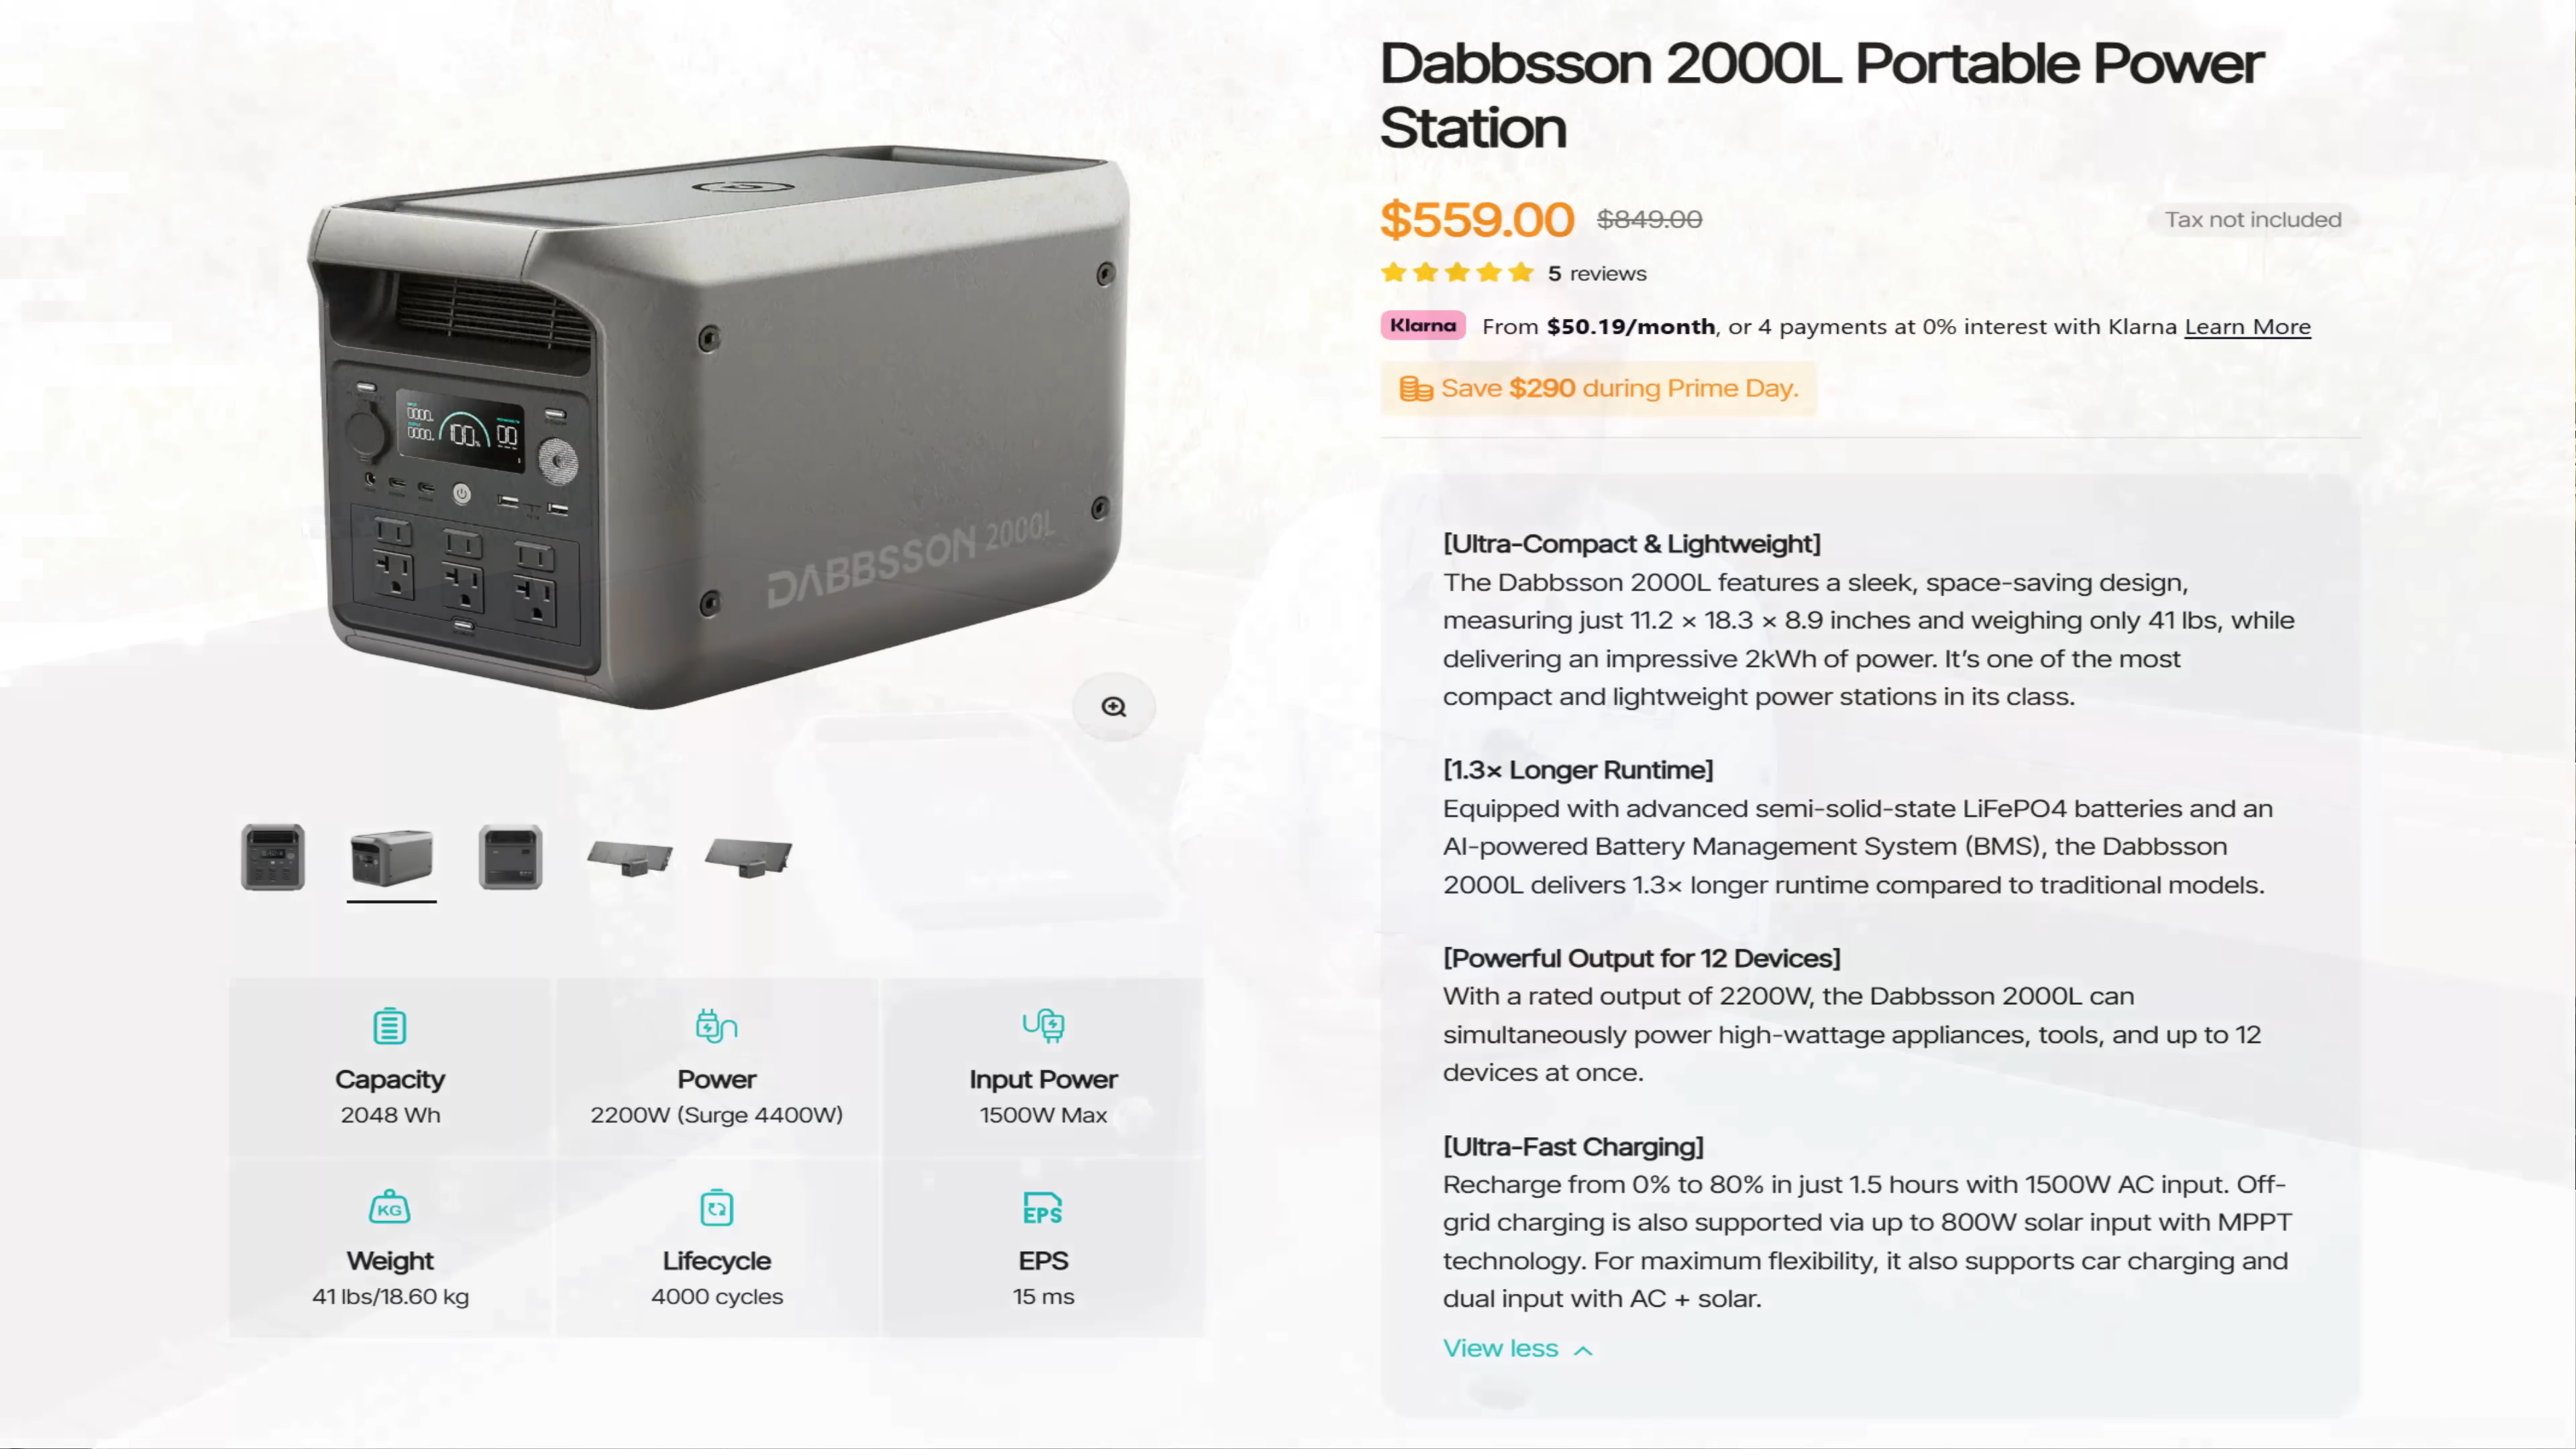 Dabbsson 2000L Portable Power
Station
$559.00 $849.00
Tax not included
5 reviews
Klarna From $50.19/month, or 4 payments at 0% interest with Klarna Learn More
Save $290 during Prime Day.
100%
DABBSSON 2000L
[Ultra-Compact & Lightweight]
The Dabbsson 2000L features a sleek, space-saving design,
measuring just 11.2 × 18.3 × 8.9 inches and weighing only 41 lbs, while
delivering an impressive 2kWh of power. It's one of the most
compact and lightweight power stations in its class.
[1.3× Longer Runtime]
Equipped with advanced semi-solid-state LiFePO4 batteries and an
AI-powered Battery Management System (BMS), the Dabbsson
2000L delivers 1.3× longer runtime compared to traditional models.
[Powerful Output for 12 Devices]
With a rated output of 2200W, the Dabbsson 2000L can
simultaneously power high-wattage appliances, tools, and up to 12
devices at once.
[Ultra-Fast Charging]
Recharge from 0% to 80% in just 1.5 hours with 1500W AC input. Off-
grid charging is also supported via up to 800W solar input with MPPT
technology. For maximum flexibility, it also supports car charging and
dual input with AC + solar.
View less
Capacity
2048 Wh
Power
2200W (Surge 4400W)
Input Power
1500W Max
KG
Weight
41 lbs/18.60 kg
Lifecycle
4000 cycles
EPS
EPS
15 ms